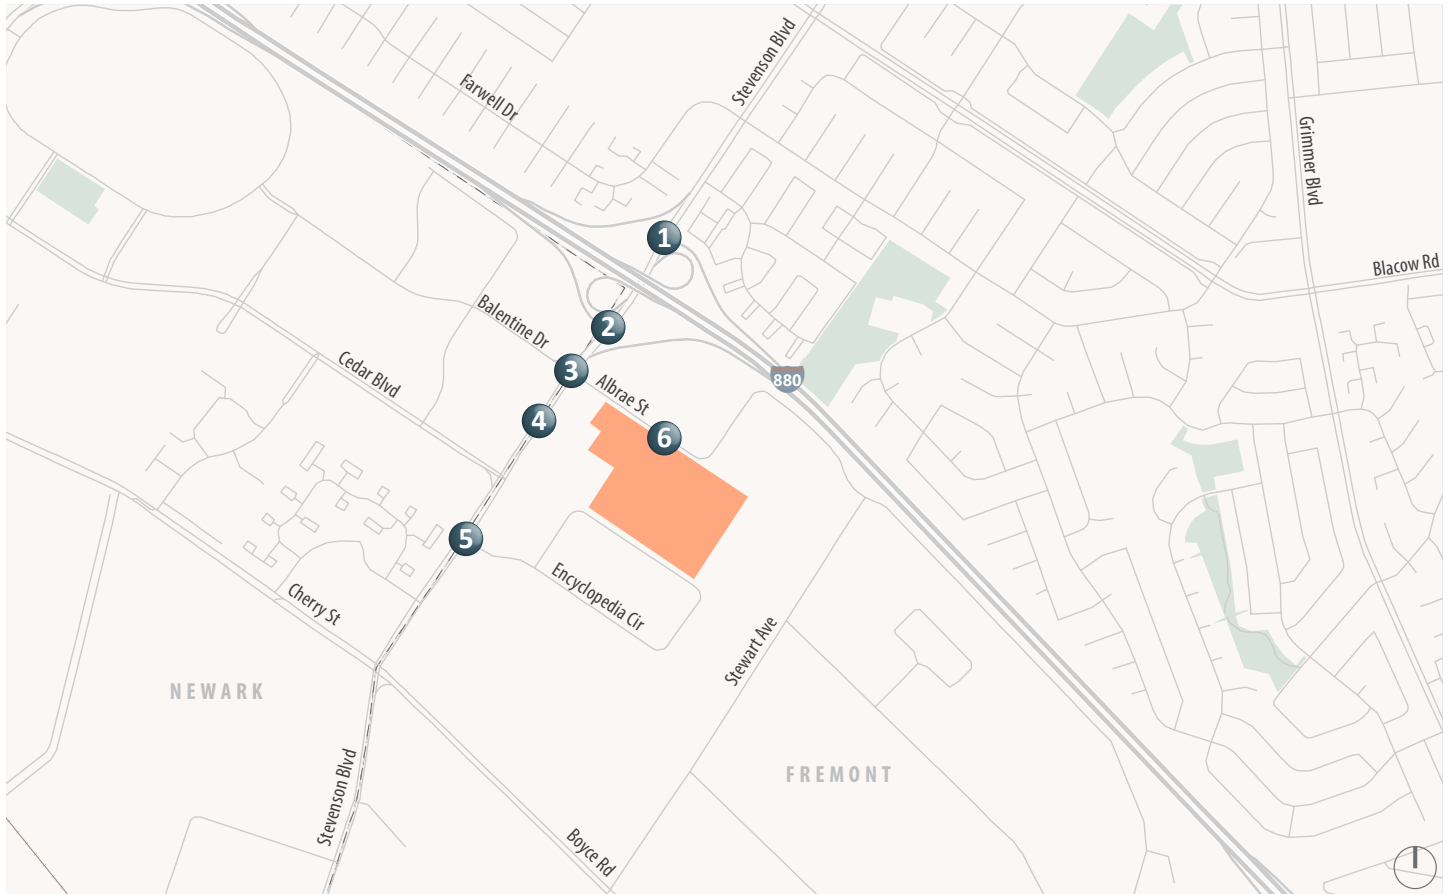 Stevenson Blvd
Farwell Dr
Grimmer Blvd
1
Blacow Rd
Balentine Dr
2
3
Cedar Blvd
Albrae St
880
4
6
5
Encyclopedia Cir
Cherry St
Stewart Ave
NEWARK
FREMONT
Stevenson Blvd
Boyce Rd